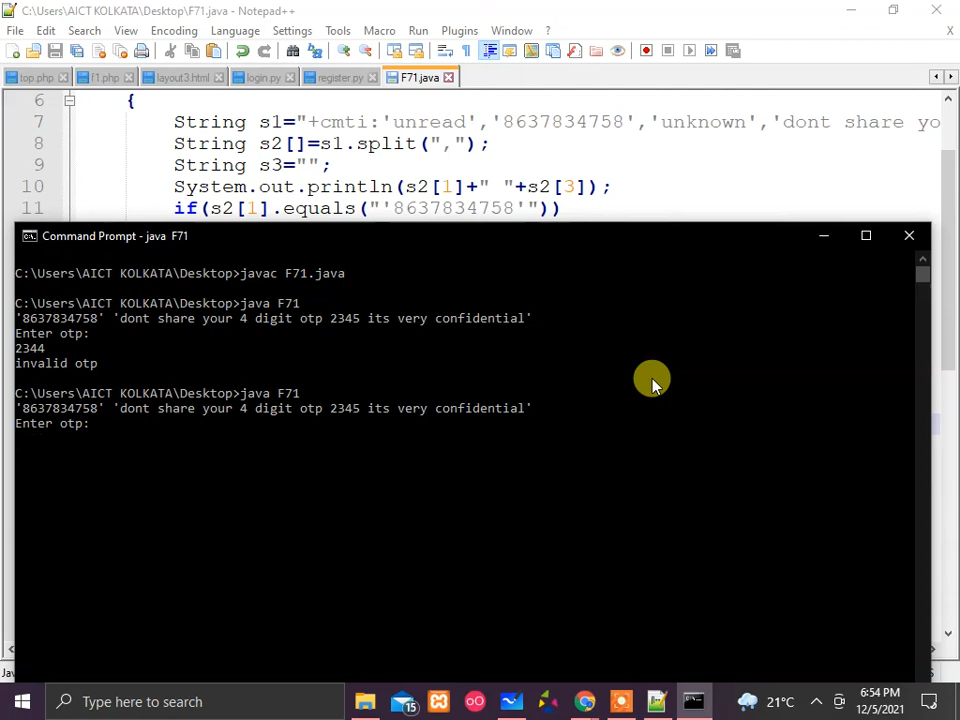 C:\Users\AICT KOLKATA\Desktop\F71.java - Notepad++
File Edit Search View Encoding Language Settings Tools Macro Run Plugins Window ? X
top.php f1.php layout3.html login.py register.py F71.java
6 {
7 String s1="+cmti:'unread','8637834758','unknown','dont share yo
8 String s2[]=s1.split(",");
9 String s3="";
10 System.out.println(s2[1]+" "+s2[3]);
11 if(s2[1].equals("'8637834758'"))
Command Prompt - java F71
C:\Users\AICT KOLKATA\Desktop>javac F71.java
C:\Users\AICT KOLKATA\Desktop>java F71
'8637834758' 'dont share your 4 digit otp 2345 its very confidential'
Enter otp:
2344
invalid otp
C:\Users\AICT KOLKATA\Desktop>java F71
'8637834758' 'dont share your 4 digit otp 2345 its very confidential'
Enter otp:
Type here to search
15
21°C
6:54 PM
12/5/2021